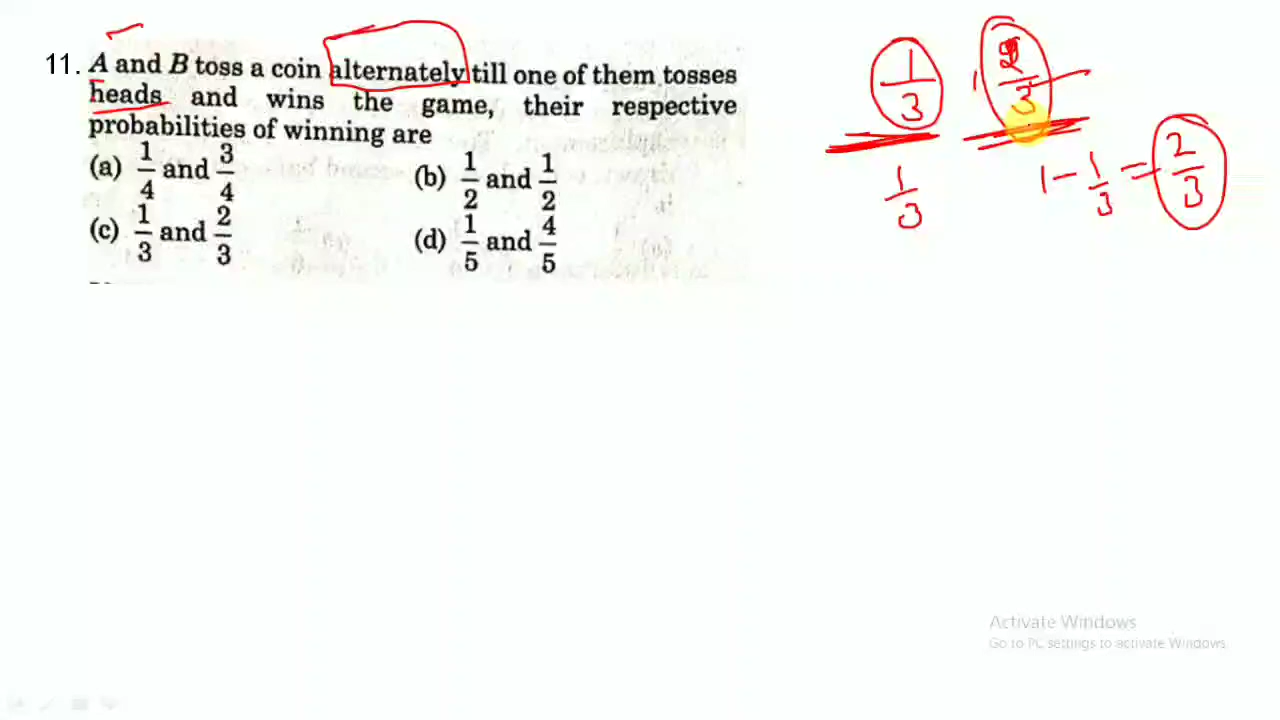 11. A and B toss a coin alternately till one of them tosses
heads and wins the game, their respective
probabilities of winning are
(a) 1/4 and 3/4 (b) 1/2 and 1/2
(c) 1/3 and 2/3 (d) 1/5 and 4/5
1/3 2/3
1/3 1 - 1/3 = 2/3
Activate Windows
Go to PC settings to activate Windows.